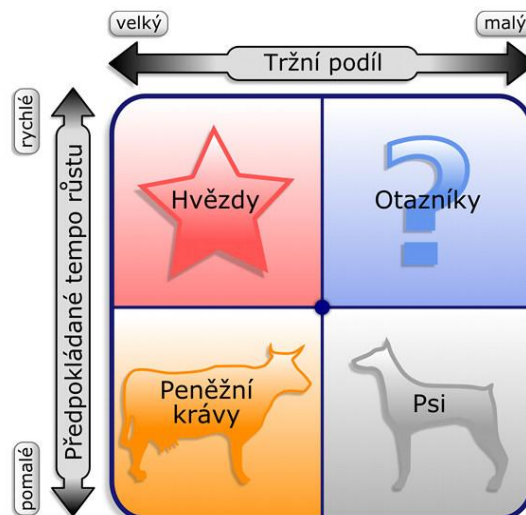 velký
malý
Tržní podíl
rychlé
Předpokládané tempo růstu
pomalé
Hvězdy
Otazníky
Peněžní
krávy
Psi